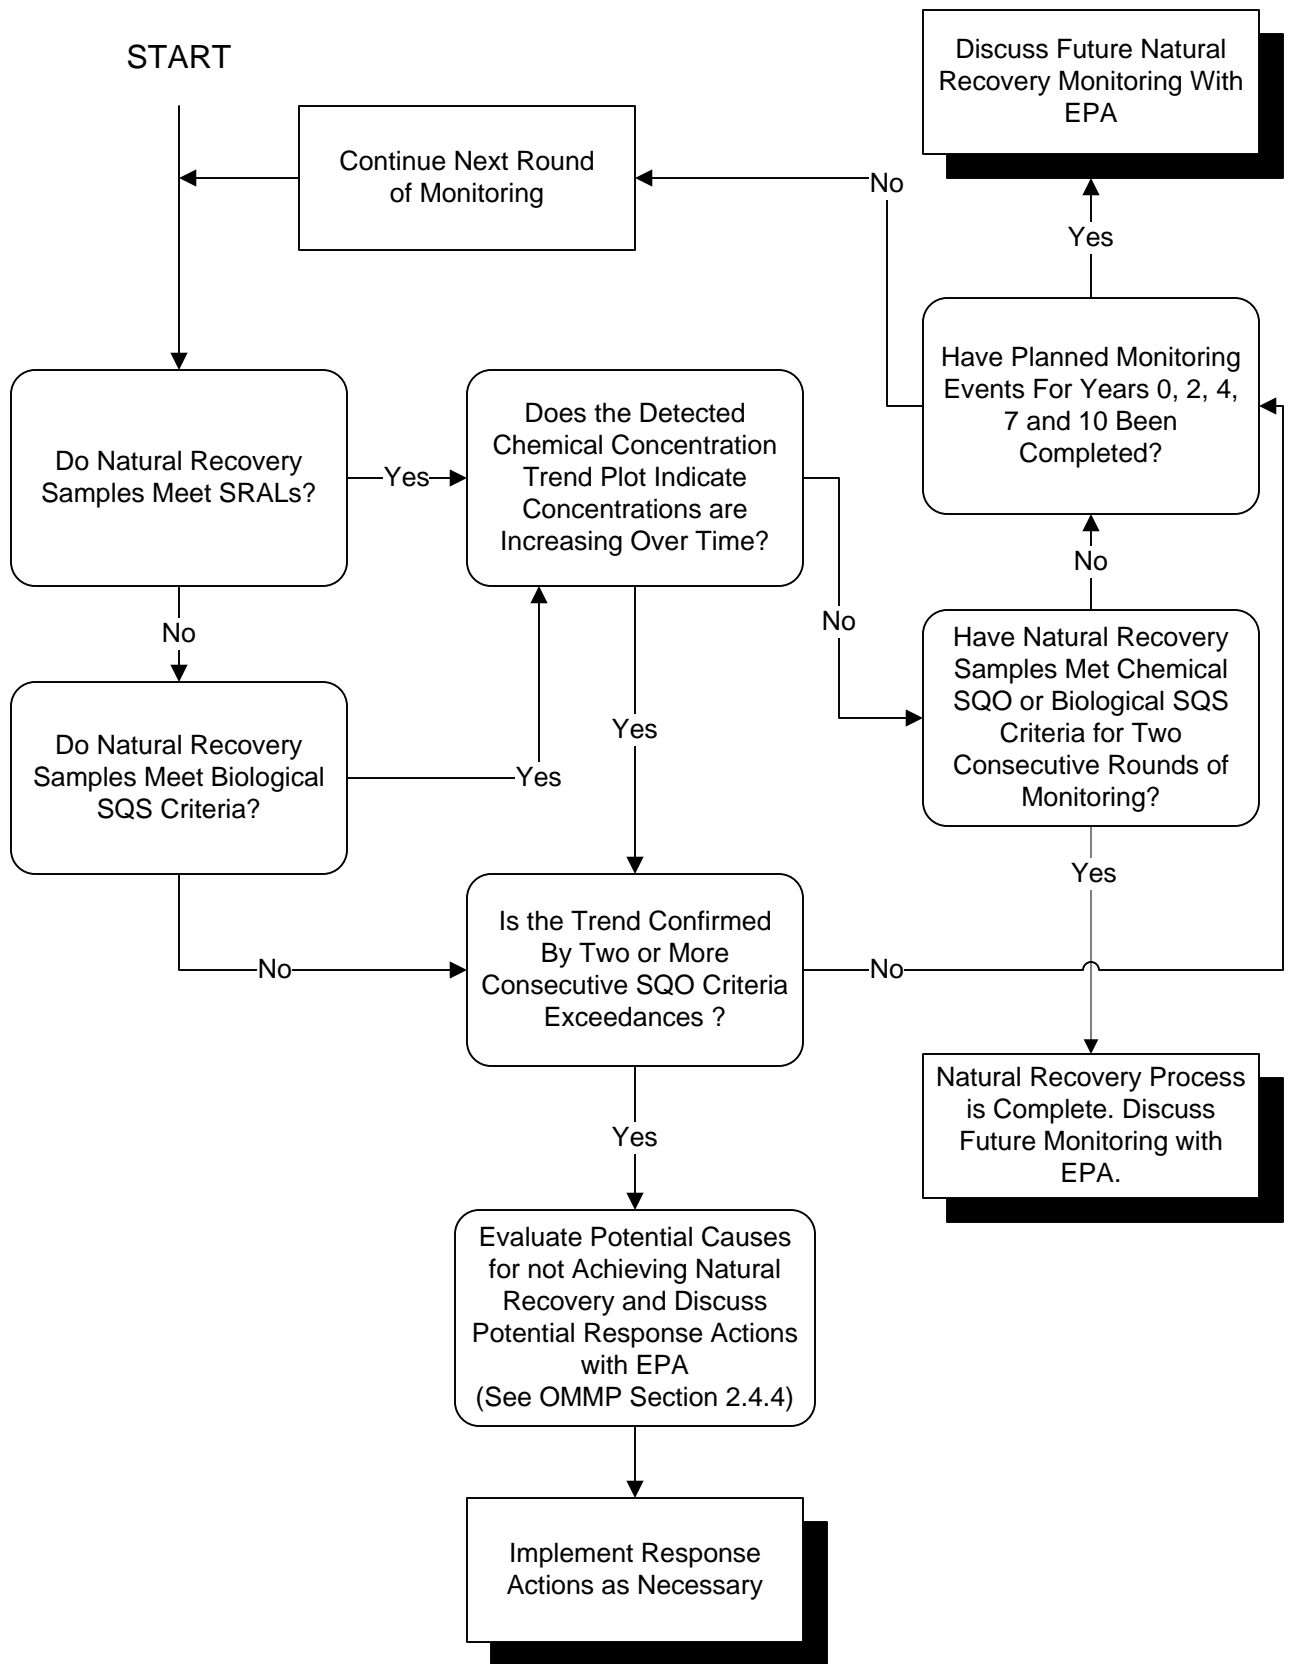 START
Discuss Future Natural
Recovery Monitoring With
EPA
Continue Next Round
of Monitoring
No
Yes
Have Planned Monitoring
Events For Years 0, 2, 4,
7 and 10 Been
Completed?
Do Natural Recovery
Samples Meet SRALs?
Yes
Does the Detected
Chemical Concentration
Trend Plot Indicate
Concentrations are
Increasing Over Time?
No
No
No
Have Natural Recovery
Samples Met Chemical
SQO or Biological SQS
Criteria for Two
Consecutive Rounds of
Monitoring?
Do Natural Recovery
Samples Meet Biological
SQS Criteria?
Yes
Yes
Yes
Is the Trend Confirmed
By Two or More
Consecutive SQO Criteria
Exceedances ?
No
No
Natural Recovery Process
is Complete. Discuss
Future Monitoring with
EPA.
Yes
Evaluate Potential Causes
for not Achieving Natural
Recovery and Discuss
Potential Response Actions
with EPA
(See OMMP Section 2.4.4)
Implement Response
Actions as Necessary